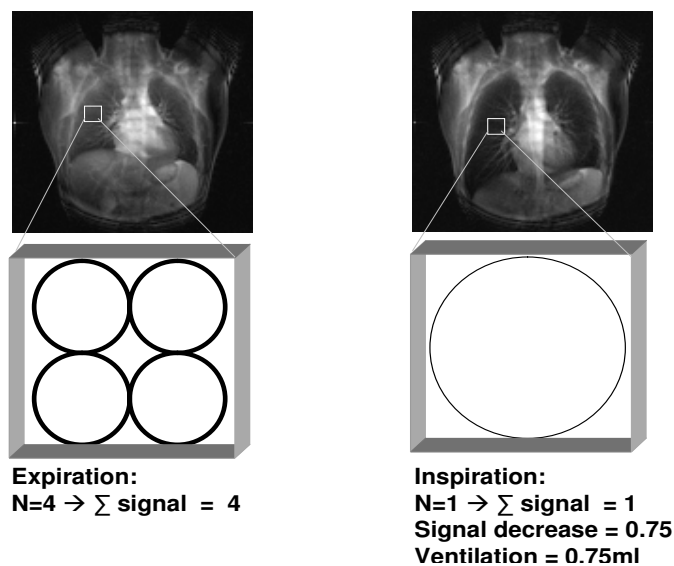 Expiration:
N=4 → ∑ signal = 4
Inspiration:
N=1 → ∑ signal = 1
Signal decrease = 0.75
Ventilation = 0.75ml